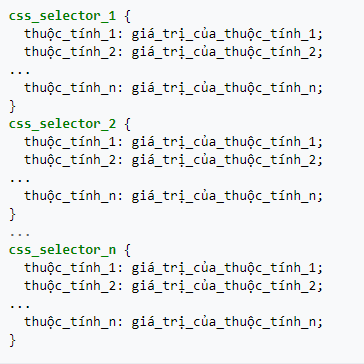 css_selector_1 {
  thuộc_tính_1: giá_trị_của_thuộc_tính_1;
  thuộc_tính_2: giá_trị_của_thuộc_tính_2;
...
  thuộc_tính_n: giá_trị_của_thuộc_tính_n;
}
css_selector_2 {
  thuộc_tính_1: giá_trị_của_thuộc_tính_1;
  thuộc_tính_2: giá_trị_của_thuộc_tính_2;
...
  thuộc_tính_n: giá_trị_của_thuộc_tính_n;
}
...
css_selector_n {
  thuộc_tính_1: giá_trị_của_thuộc_tính_1;
  thuộc_tính_2: giá_trị_của_thuộc_tính_2;
...
  thuộc_tính_n: giá_trị_của_thuộc_tính_n;
}